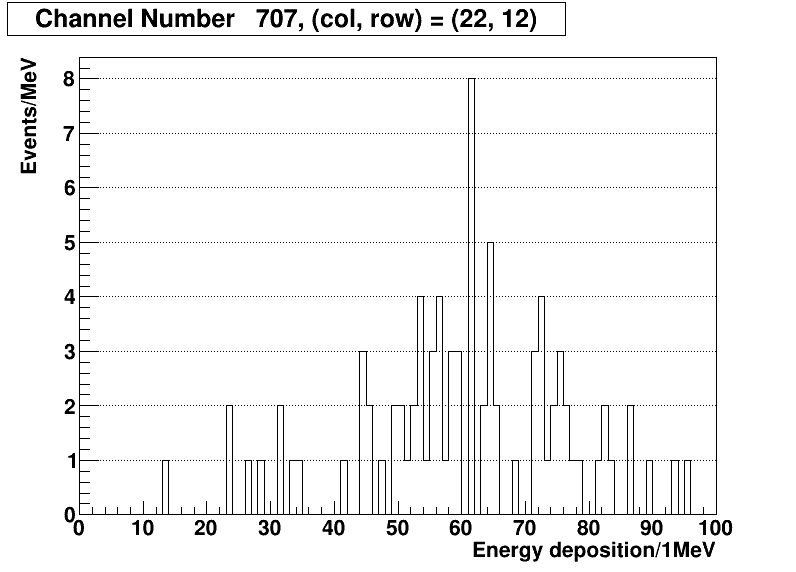 Channel Number 707, (col, row) = (22, 12)
Events/MeV
8
7
6
5
4
3
2
1
0
0 10 20 30 40 50 60 70 80 90 100
Energy deposition/1MeV